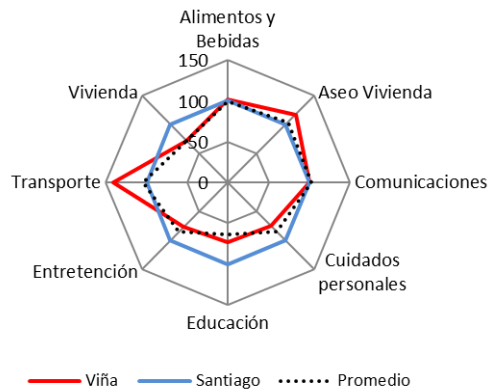 Alimentos y
Bebidas
150
Vivienda
Aseo Vivienda
100
50
Transporte
0
Comunicaciones
Entretención
Cuidados
personales
Educación
Viña
Santiago
Promedio